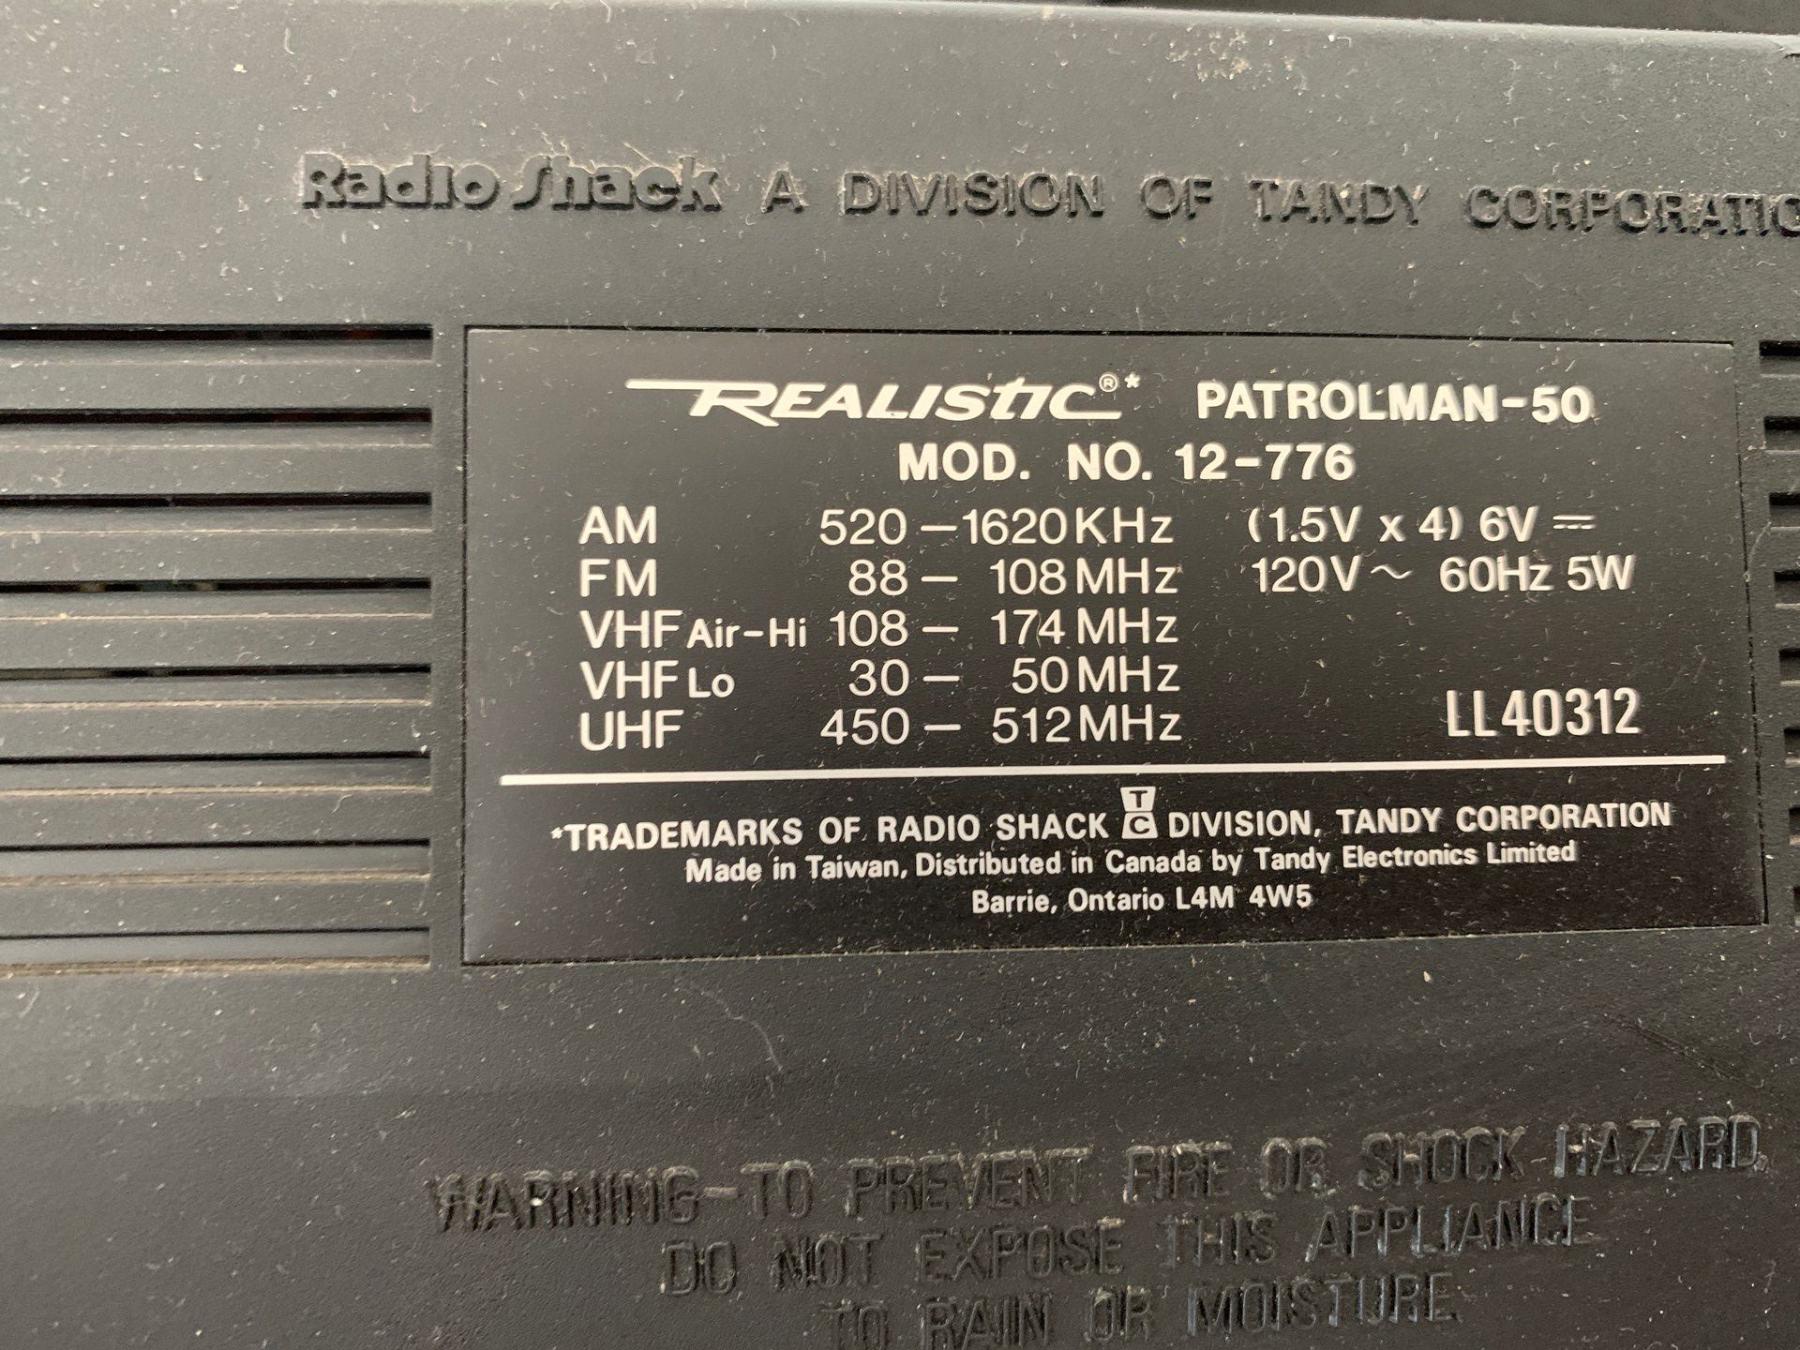 Radio Shack A DIVISION OF TANDY CORPORATIO
REALISTIC®* PATROLMAN-50
MOD. NO. 12-776
AM 520 – 1620 KHz (1.5V x 4) 6V ⎓
FM 88 – 108 MHz 120V ~ 60Hz 5W
VHF Air-Hi 108 – 174 MHz
VHF Lo 30 – 50 MHz
UHF 450 – 512 MHz LL40312
*TRADEMARKS OF RADIO SHACK TC DIVISION, TANDY CORPORATION
Made in Taiwan, Distributed in Canada by Tandy Electronics Limited
Barrie, Ontario L4M 4W5
WARNING-TO PREVENT FIRE OR SHOCK HAZARD,
DO NOT EXPOSE THIS APPLIANCE
TO RAIN OR MOISTURE.